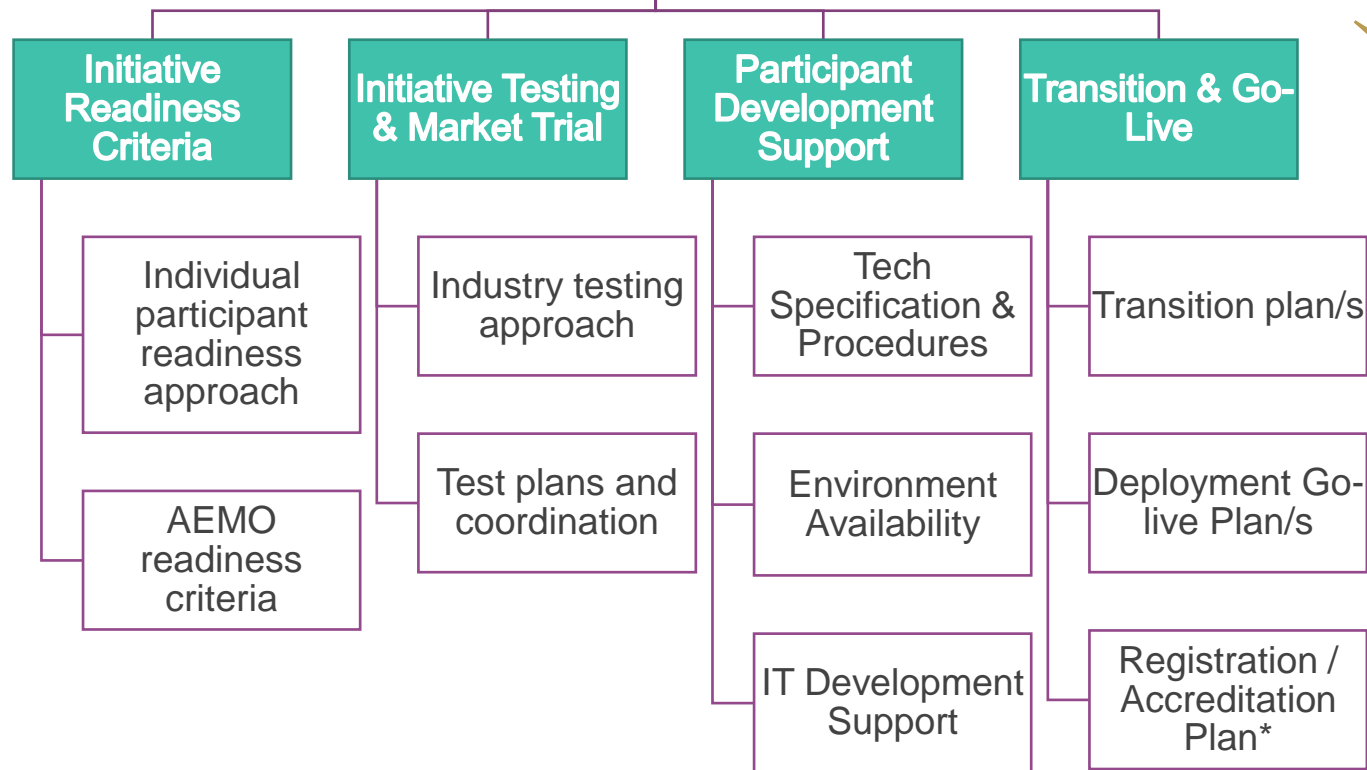 Initiative
Readiness
Criteria
Individual
participant
readiness
approach
AEMO
readiness
criteria
Initiative Testing
& Market Trial
Industry testing
approach
Test plans and
coordination
Participant
Development
Support
Tech
Specification &
Procedures
Environment
Availability
IT Development
Support
Transition & Go-
Live
Transition plan/s
Deployment Go-
live Plan/s
Registration /
Accreditation
Plan*